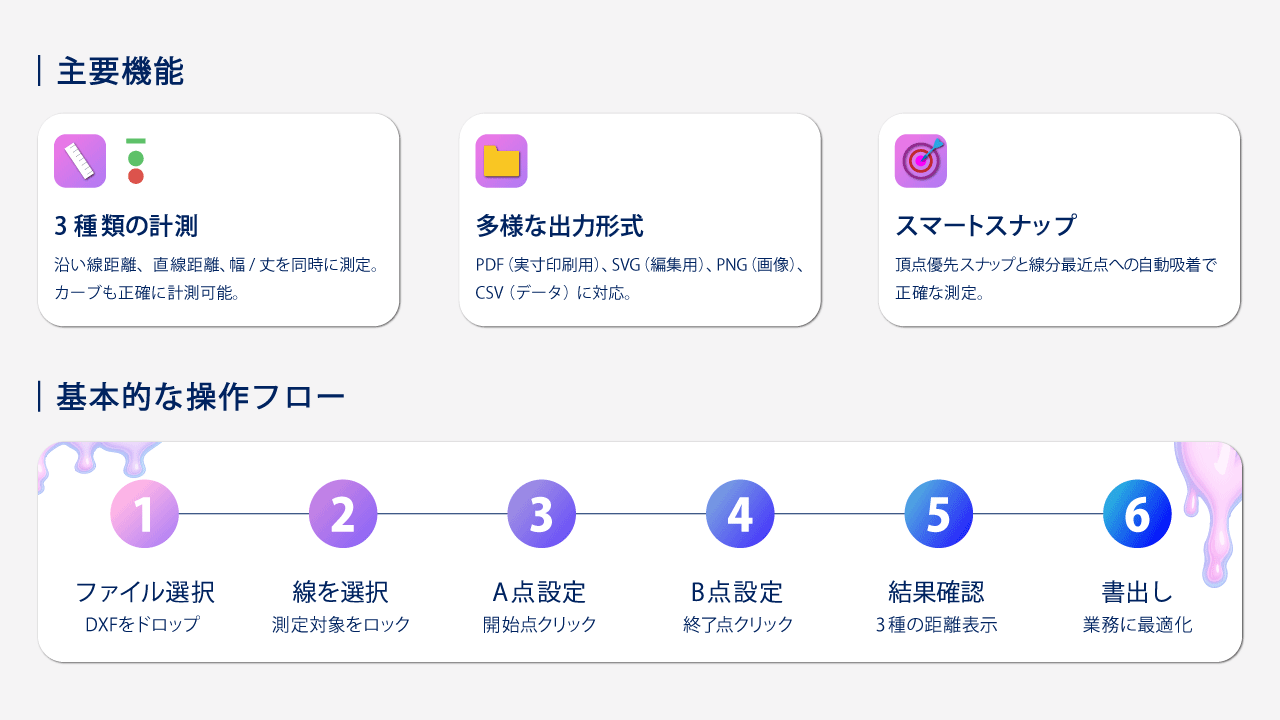 主要機能
3種類の計測
沿い線距離、直線距離、幅/丈を同時に測定。
カーブも正確に計測可能。
多様な出力形式
PDF(実寸印刷用)、SVG(編集用)、PNG(画像)、
CSV(データ)に対応。
スマートスナップ
頂点優先スナップと線分最近点への自動吸着で
正確な測定。
基本的な操作フロー
1
2
3
4
5
6
ファイル選択
線を選択
A点設定
B点設定
結果確認
書出し
DXFをドロップ
測定対象をロック
開始点クリック
終了点クリック
3種の距離表示
業務に最適化